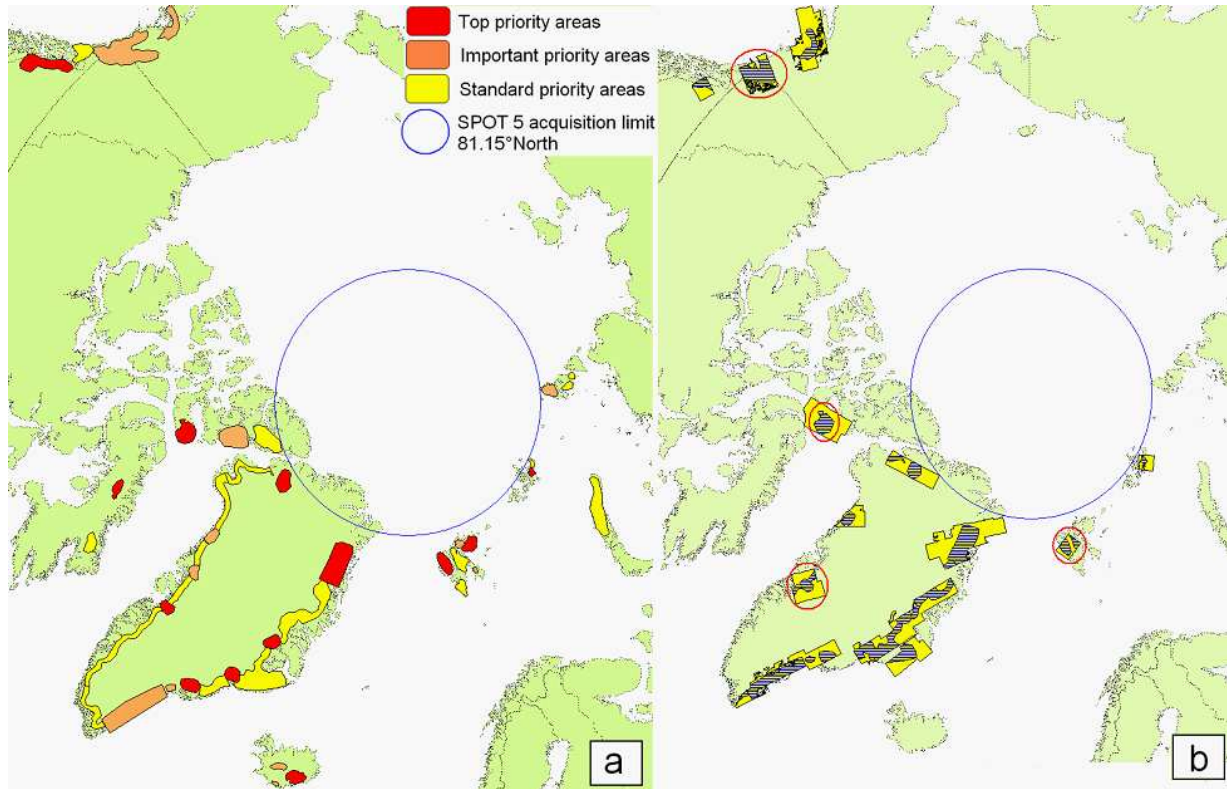 Top priority areas
Important priority areas
Standard priority areas
SPOT 5 acquisition limit
81.15°North
a
b